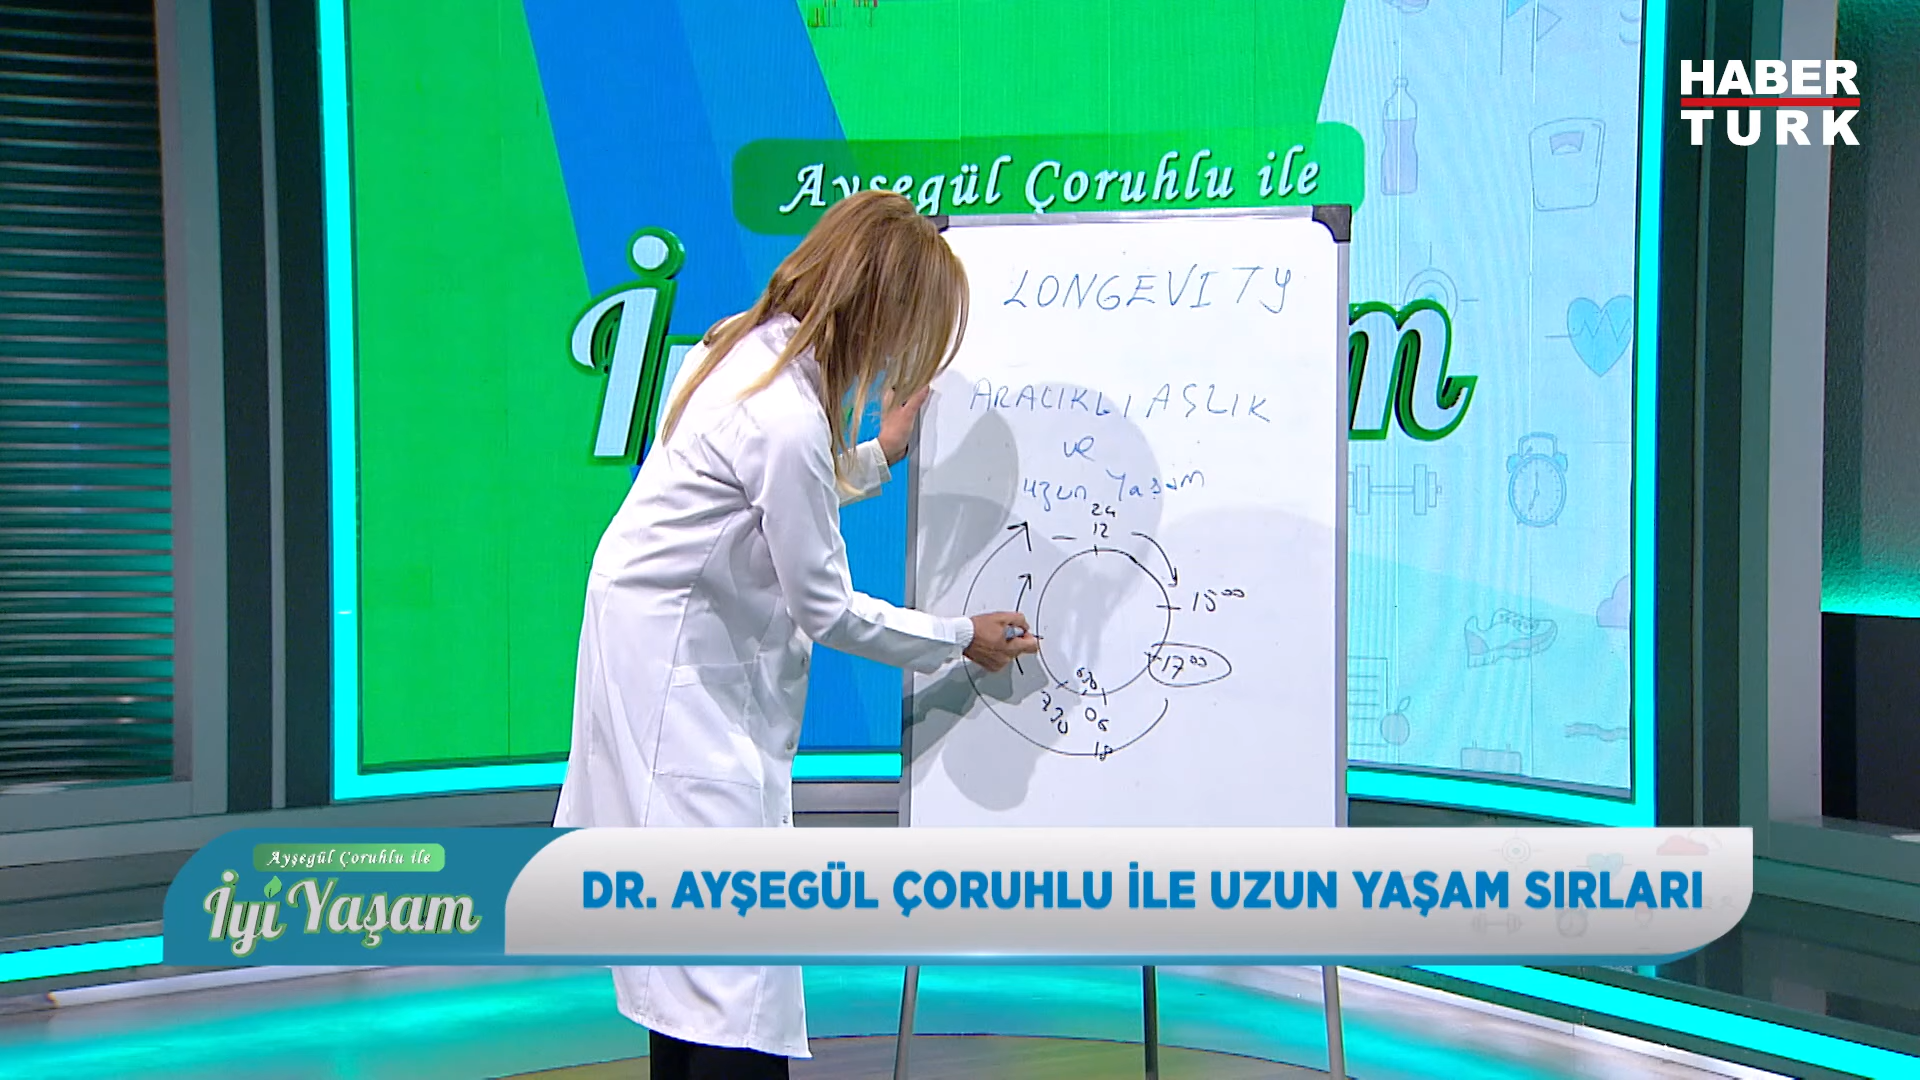 HABER
TURK
Ayşegül Çoruhlu ile
LONGEVITY
ARALIKLI AÇLIK
ve
uzun Yaşam
24
12
15⁰⁰
17⁰⁰
06
18
Ayşegül Çoruhlu ile
İyi Yaşam
DR. AYŞEGÜL ÇORUHLU İLE UZUN YAŞAM SIRLARI